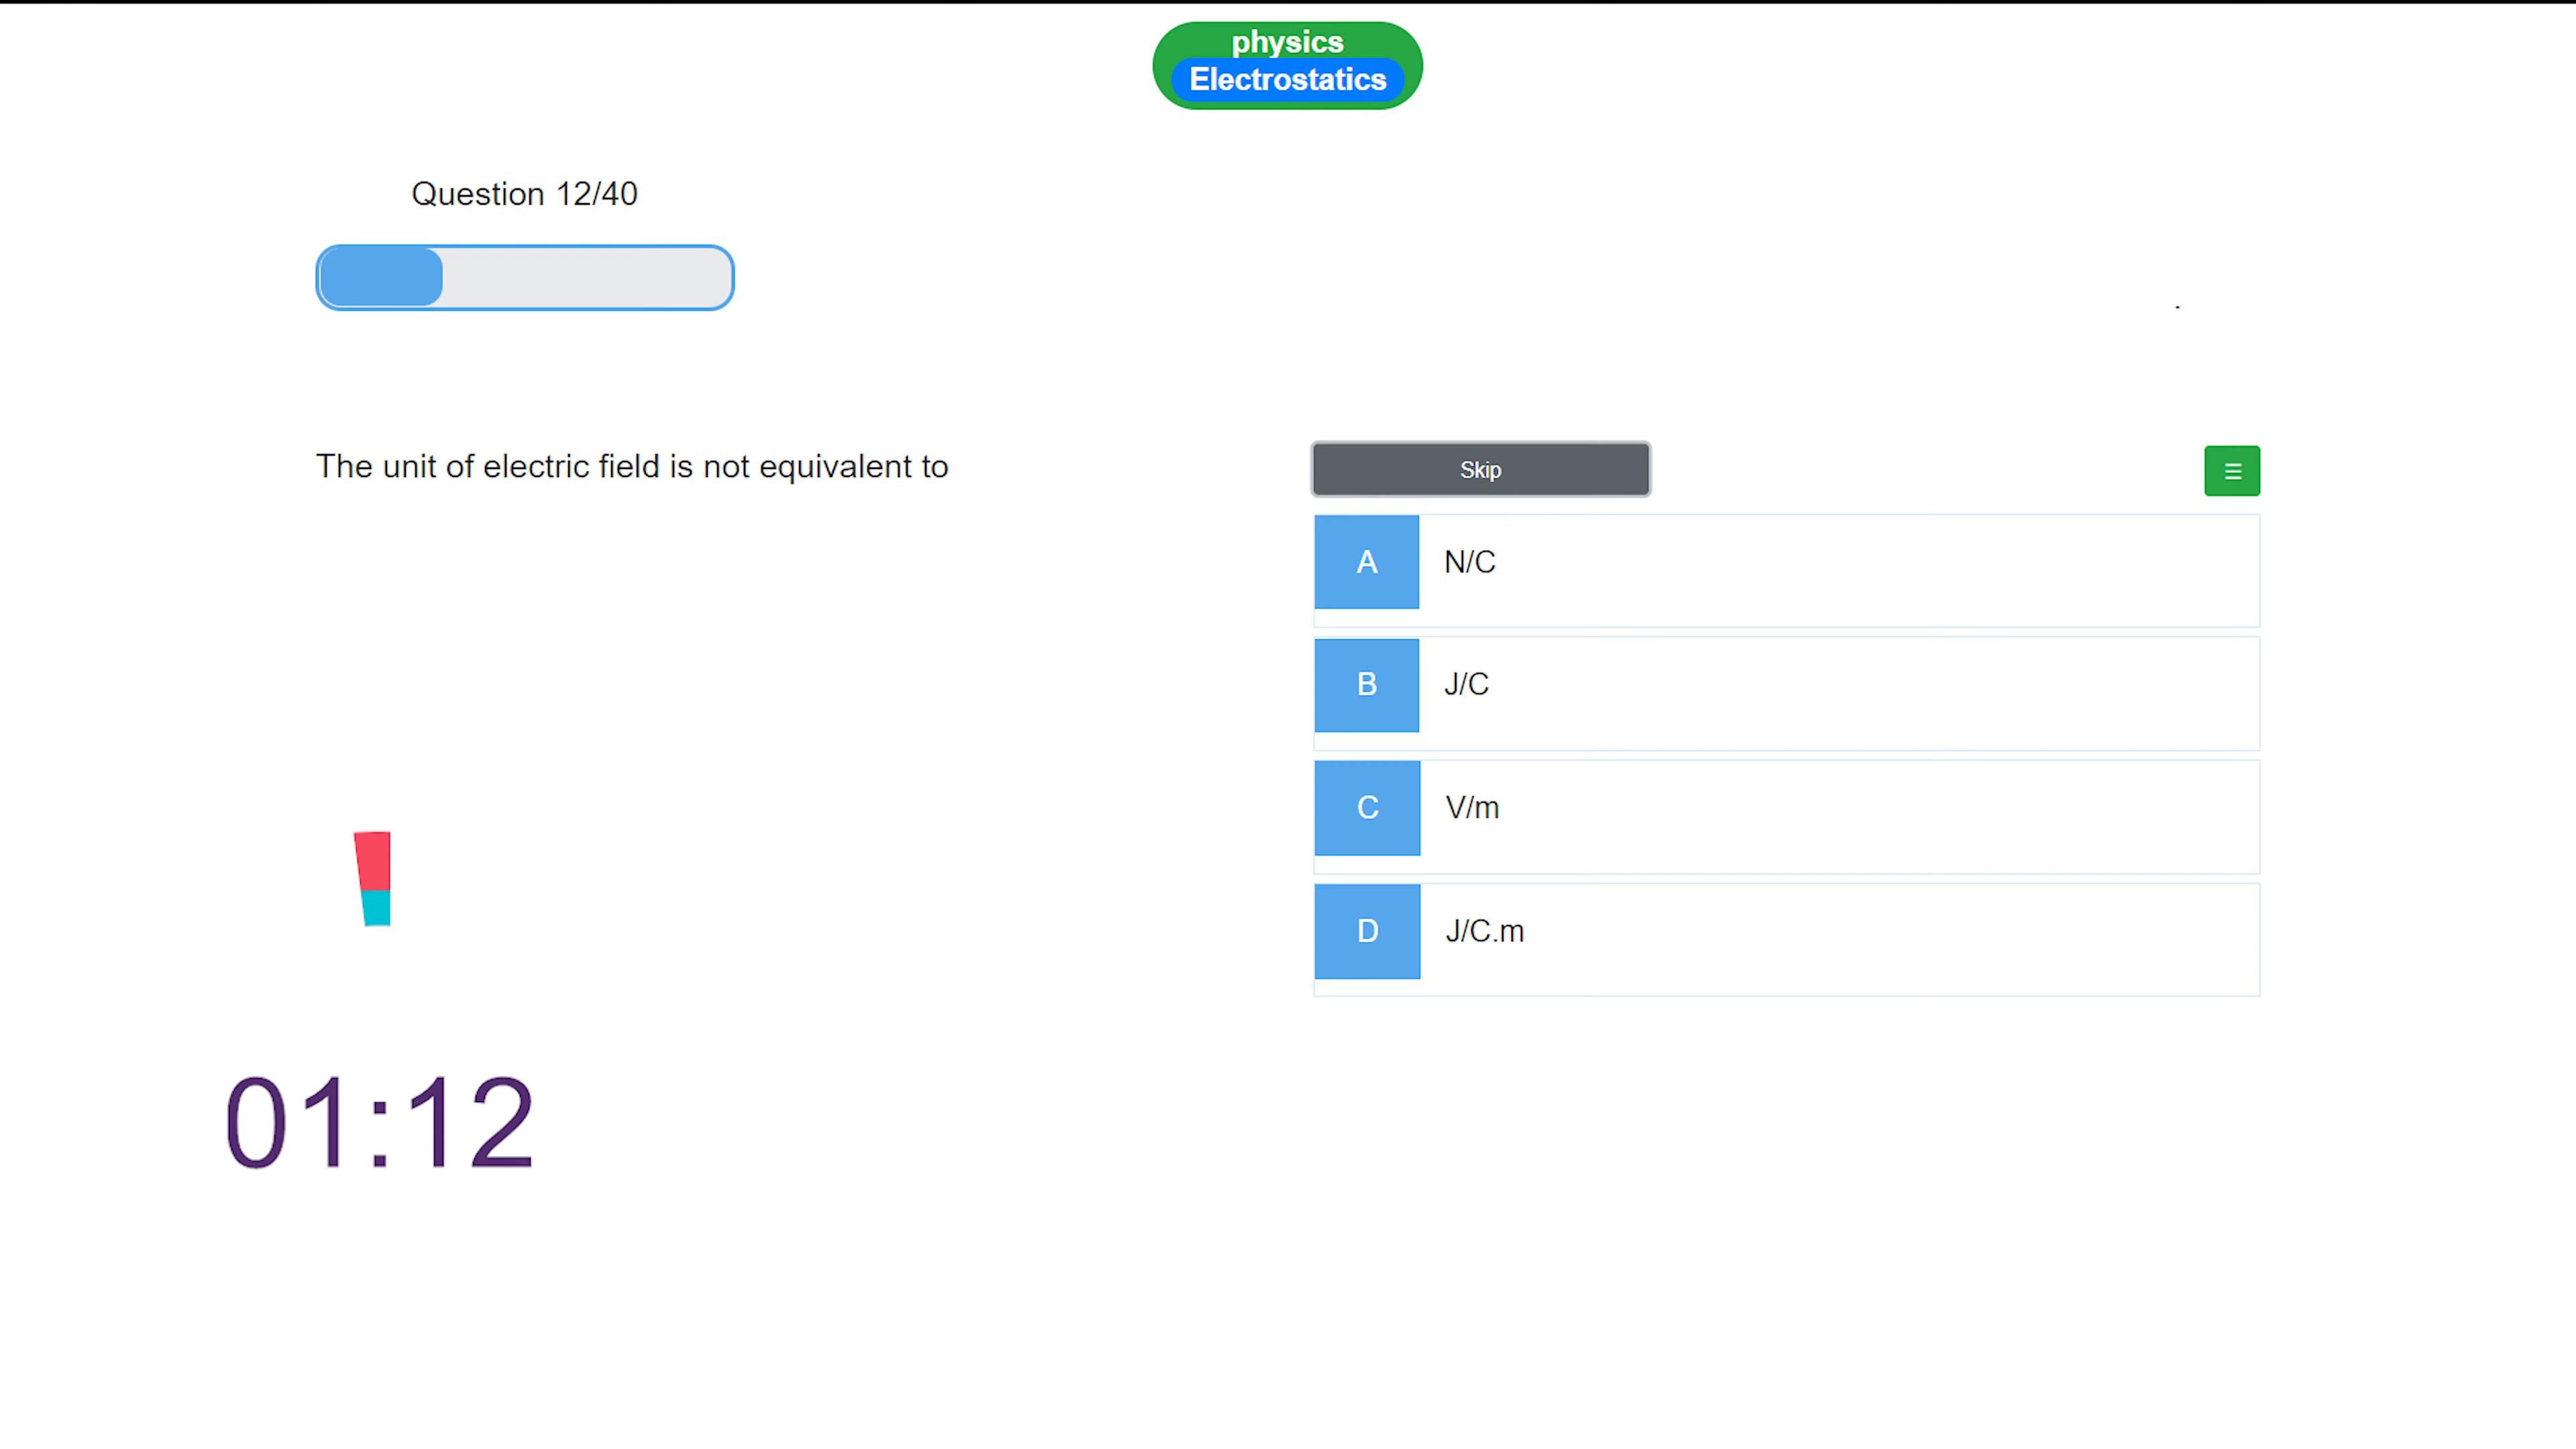 physics
Electrostatics
Question 12/40
The unit of electric field is not equivalent to
Skip
A N/C
B J/C
C V/m
D J/C.m
01:12